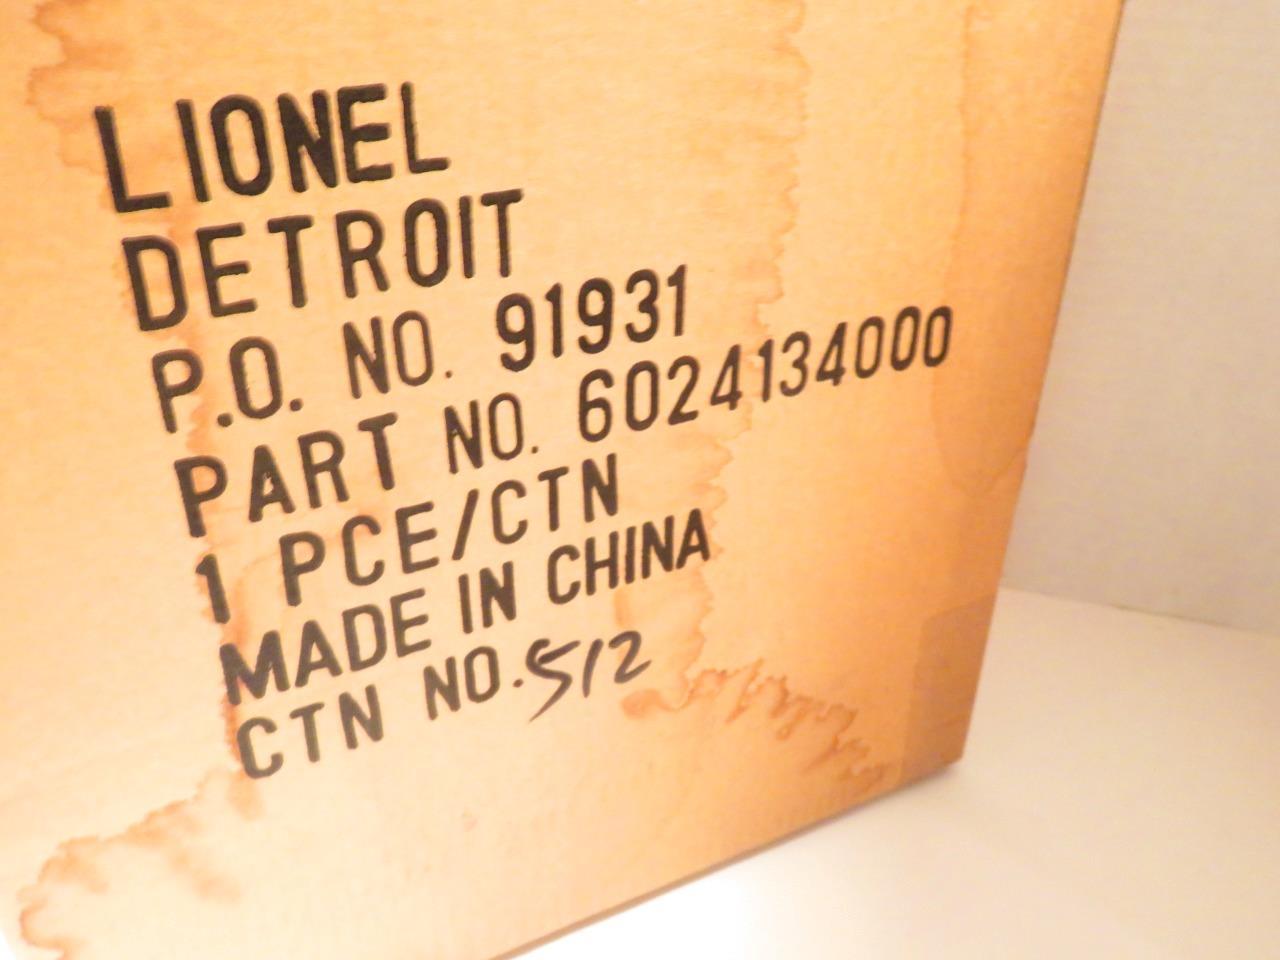 LIONEL
DETROIT
P.O. NO. 91931
PART NO. 6024134000
1 PCE/CTN
MADE IN CHINA
CTN NO. 512